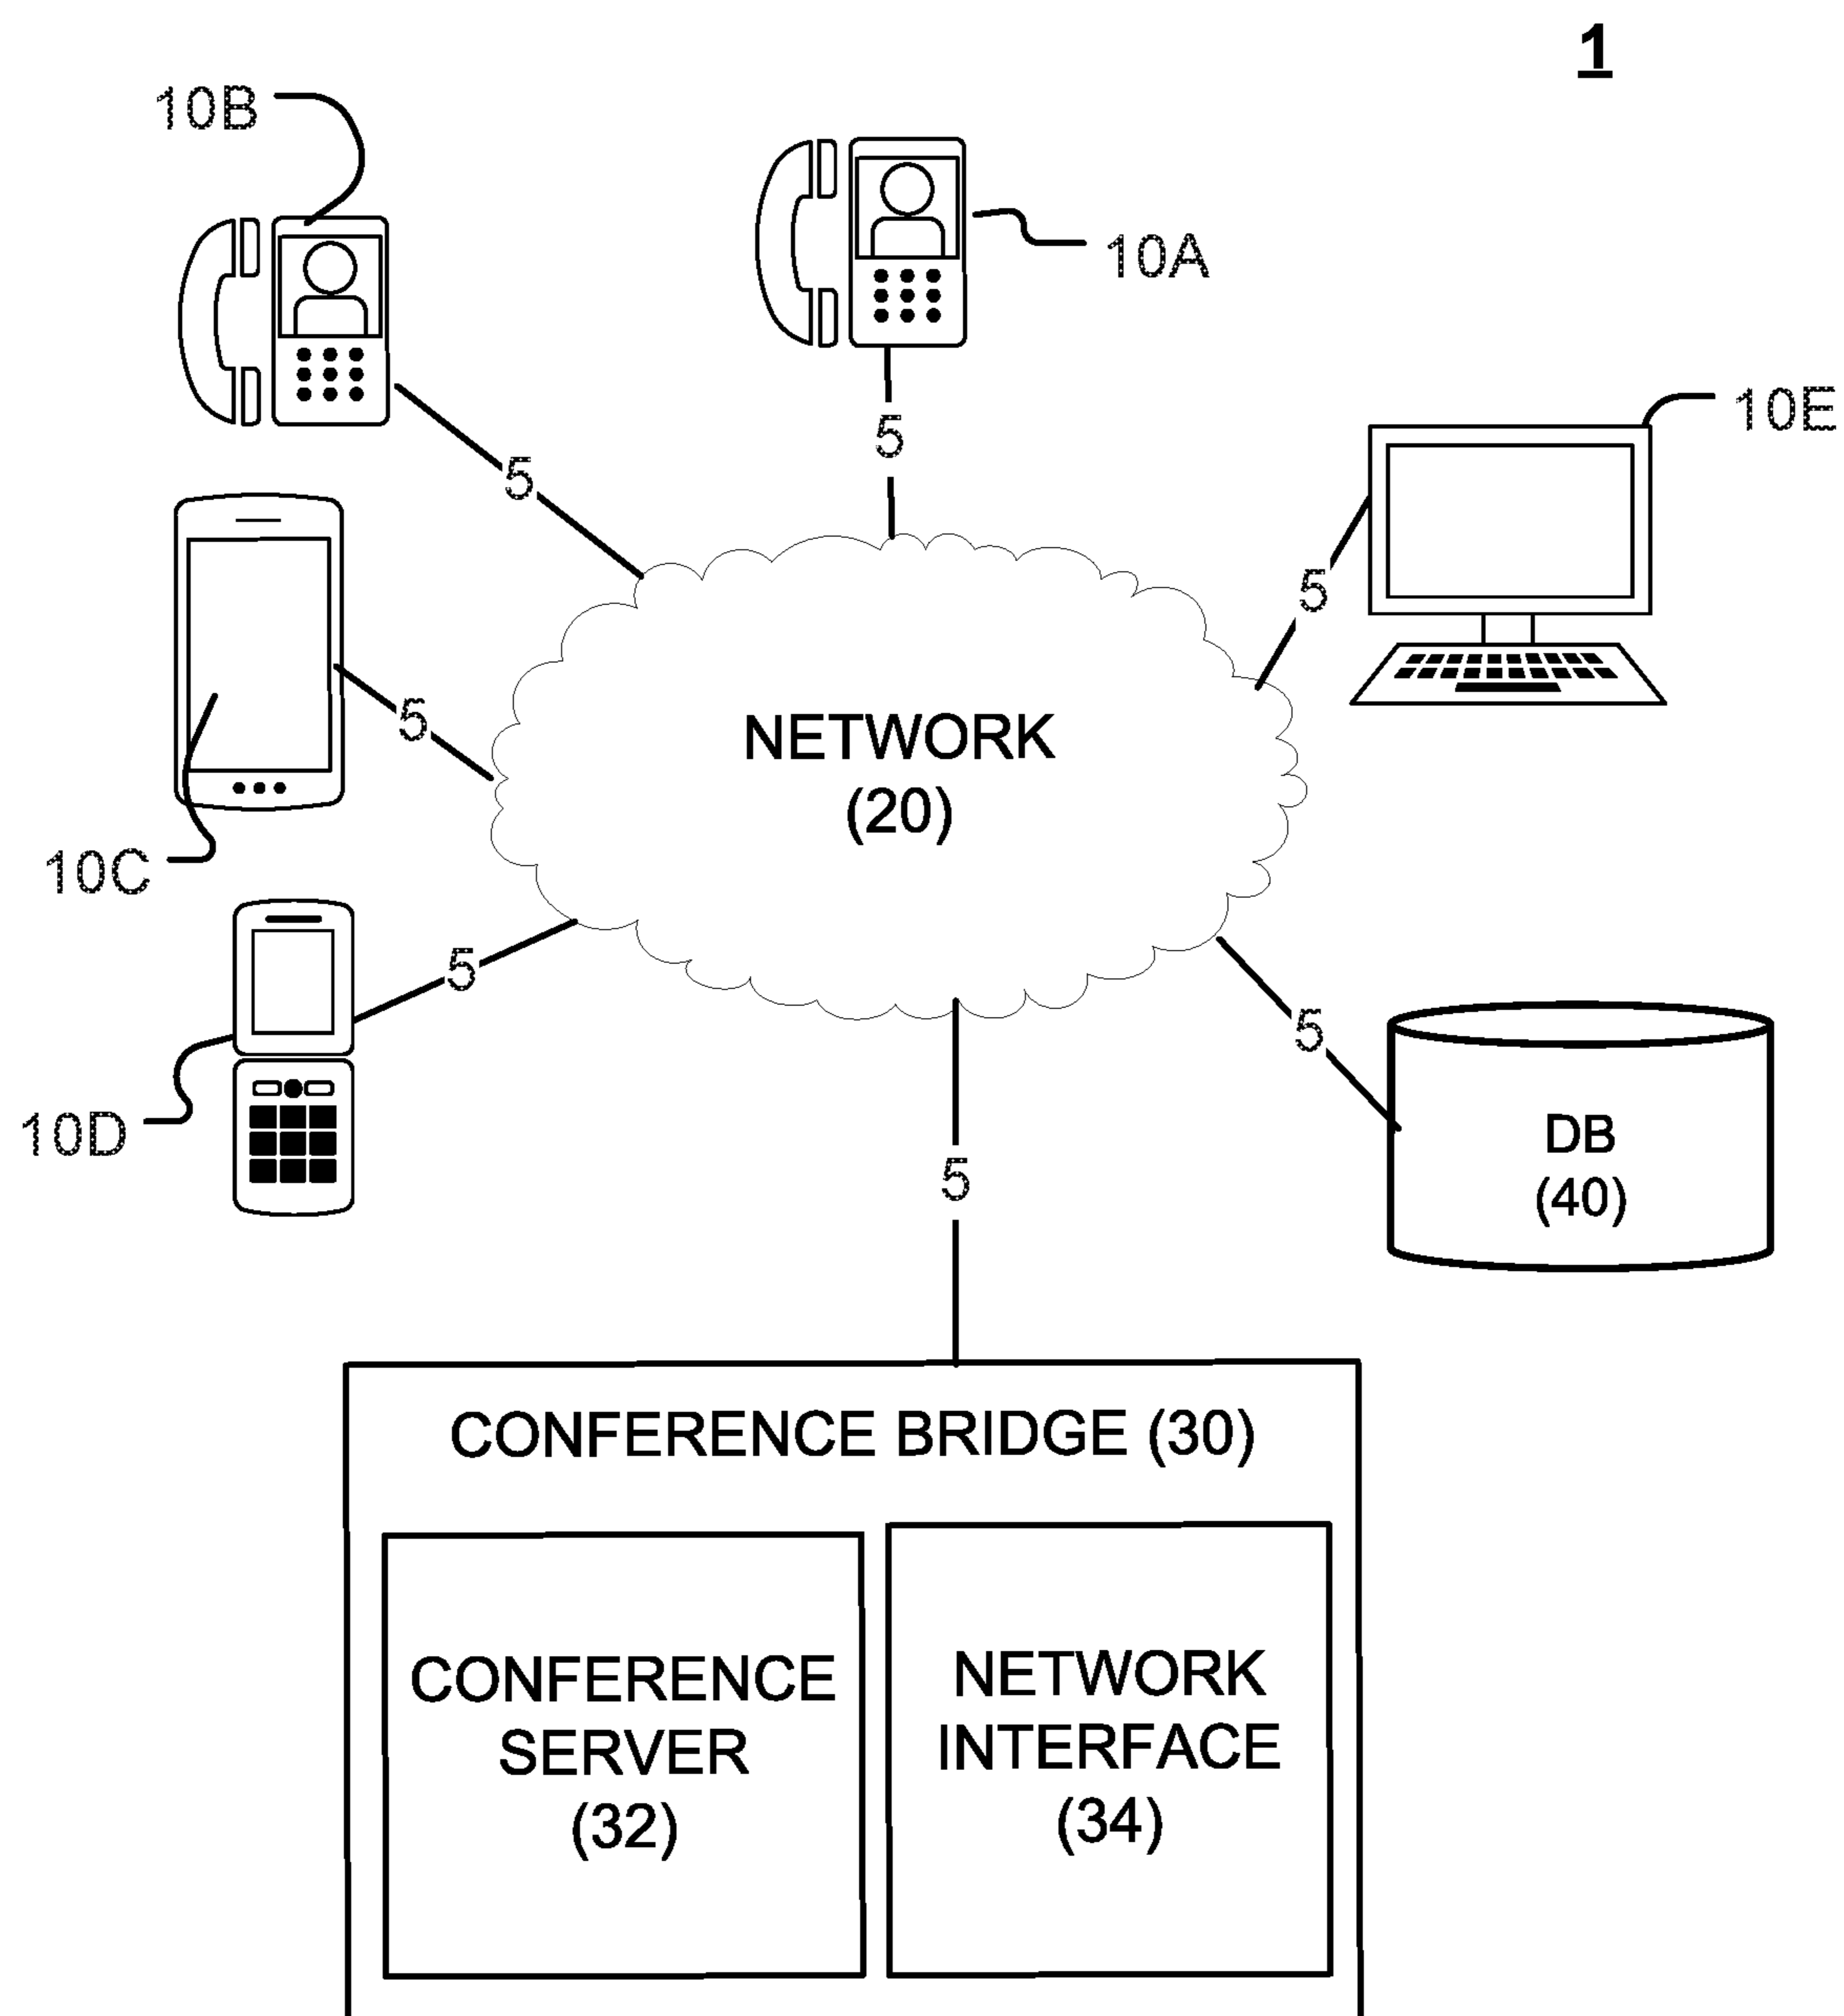 1
10B
10A
10E
5
5
5
5
NETWORK
(20)
10C
5
5
10D
5
DB
(40)
CONFERENCE BRIDGE (30)
CONFERENCE
SERVER
(32)
NETWORK
INTERFACE
(34)